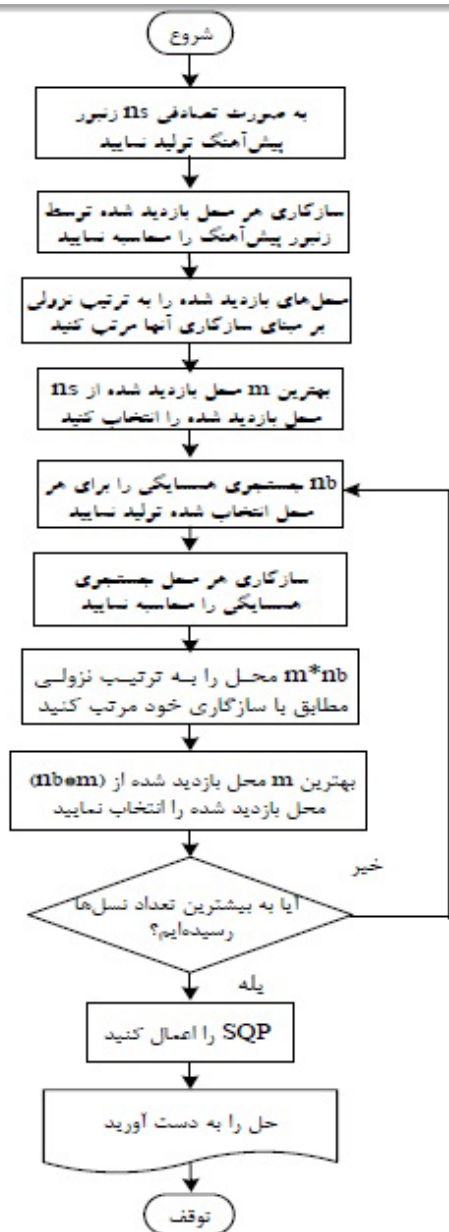 شروع
به صورت تصادفی ns زنبور
پیش‌آهنگ تولید نمایید
سازگاری هر محل بازدید شده توسط
زنبور پیش‌آهنگ را محاسبه نمایید
محل‌های بازدید شده را به ترتیب نزولی
بر مبنای سازگاری آنها مرتب کنید
بهترین m محل بازدید شده از ns
محل بازدید شده را انتخاب کنید
nb جستجوی همسایگی را برای هر
محل انتخاب شده تولید نمایید
سازگاری هر محل جستجوی
همسایگی را محاسبه نمایید
m*nb محل را به ترتیب نزولی
مطابق با سازگاری خود مرتب کنید
بهترین m محل بازدید شده از (nb*m)
محل بازدید شده را انتخاب نمایید
خیر
آیا به بیشترین تعداد نسل‌ها
رسیده‌ایم؟
بله
SQP را اعمال کنید
حل را به دست آورید
توقف